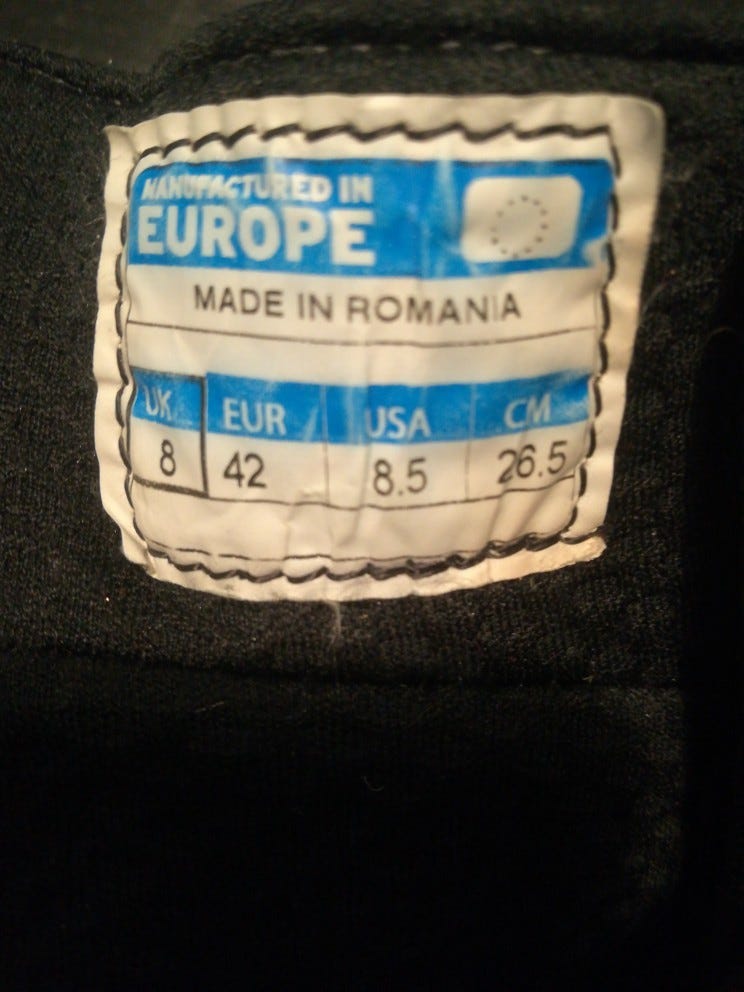 MANUFACTURED IN
EUROPE
MADE IN ROMANIA
UK EUR USA CM
8 42 8.5 26.5